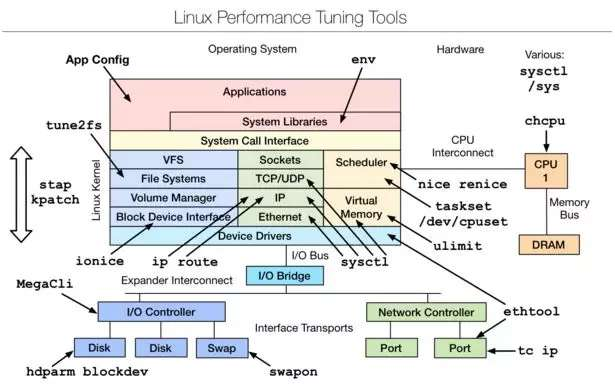 Linux Performance Tuning Tools
Operating System
Hardware
Various:
sysctl
/sys
App Config
env
Applications
System Libraries
System Call Interface
tune2fs
chcpu
Linux Kernel
VFS
Sockets
Scheduler
File Systems
TCP/UDP
Volume Manager
IP
Virtual
Memory
Block Device Interface
Ethernet
Device Drivers
CPU
Interconnect
CPU
1
Memory
Bus
DRAM
stap
kpatch
nice renice
taskset
/dev/cpuset
ulimit
ionice
ip route
sysctl
I/O Bus
I/O Bridge
Expander Interconnect
MegaCli
I/O Controller
Network Controller
ethtool
Interface Transports
Disk
Disk
Swap
Port
Port
tc ip
hdparm blockdev
swapon